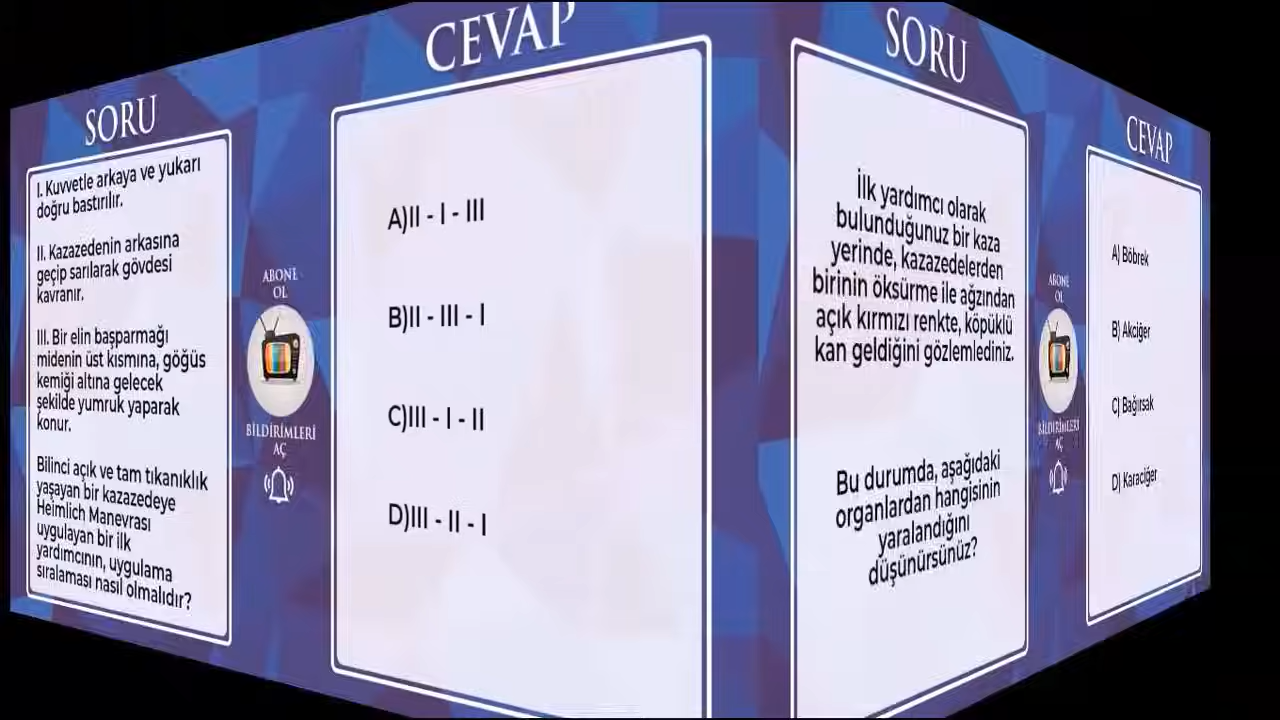 SORU
I. Kuvvetle arkaya ve yukarı
doğru bastırılır.
II. Kazazedenin arkasına
geçip sarılarak gövdesi
kavranır.
III. Bir elin başparmağı
midenin üst kısmına, göğüs
kemiği altına gelecek
şekilde yumruk yaparak
konur.
Bilinci açık ve tam tıkanıklık
yaşayan bir kazazedeye
Heimlich Manevrası
uygulayan bir ilk
yardımcının, uygulama
sıralaması nasıl olmalıdır?
ABONE
OL
BİLDİRİMLERİ
AÇ
CEVAP
A)II - I - III
B)II - III - I
C)III - I - II
D)III - II - I
SORU
İlk yardımcı olarak
bulunduğunuz bir kaza
yerinde, kazazedelerden
birinin öksürme ile ağzından
açık kırmızı renkte, köpüklü
kan geldiğini gözlemlediniz.
Bu durumda, aşağıdaki
organlardan hangisinin
yaralandığını
düşünürsünüz?
ABONE
OL
BİLDİRİMLERİ
AÇ
CEVAP
A) Böbrek
B) Akciğer
C) Bağırsak
D) Karaciğer